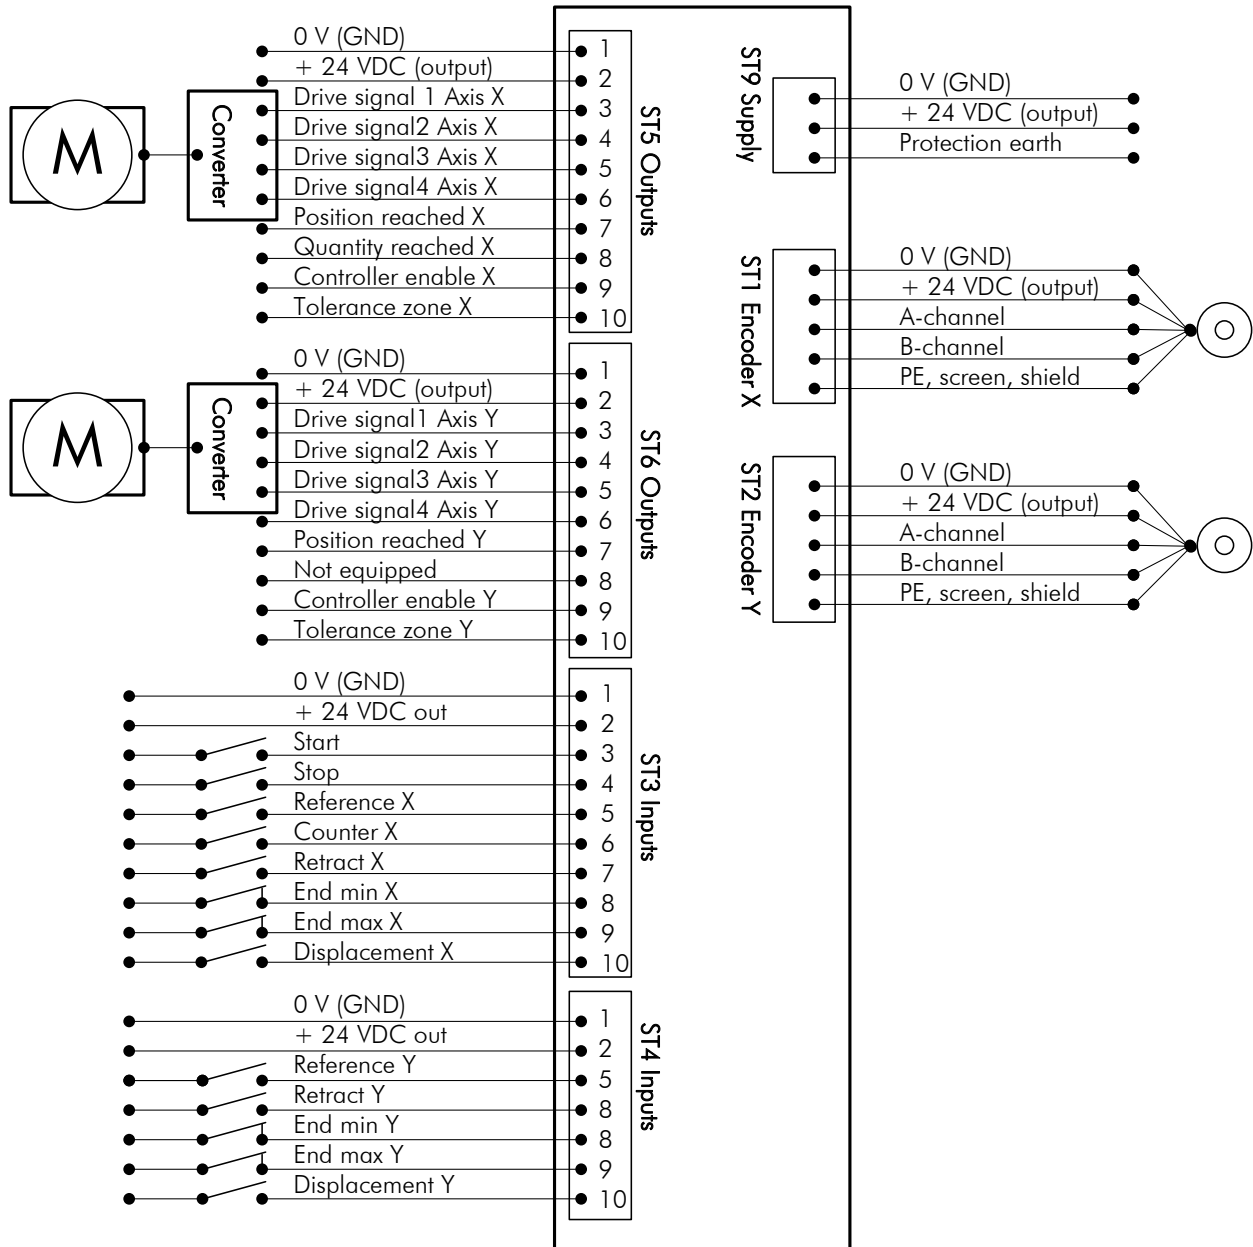 0 V (GND) 1
+ 24 VDC (output) 2
Drive signal 1 Axis X 3
Drive signal2 Axis X 4
Drive signal3 Axis X 5
Drive signal4 Axis X 6
Position reached X 7
Quantity reached X 8
Controller enable X 9
Tolerance zone X 10
M
Converter
ST5 Outputs
0 V (GND) 1
+ 24 VDC (output) 2
Drive signal1 Axis Y 3
Drive signal2 Axis Y 4
Drive signal3 Axis Y 5
Drive signal4 Axis Y 6
Position reached Y 7
Not equipped 8
Controller enable Y 9
Tolerance zone Y 10
M
Converter
ST6 Outputs
0 V (GND) 1
+ 24 VDC out 2
Start 3
Stop 4
Reference X 5
Counter X 6
Retract X 7
End min X 8
End max X 9
Displacement X 10
ST3 Inputs
0 V (GND) 1
+ 24 VDC out 2
Reference Y 5
Retract Y 8
End min Y 8
End max Y 9
Displacement Y 10
ST4 Inputs
ST9 Supply
0 V (GND)
+ 24 VDC (output)
Protection earth
ST1 Encoder X
0 V (GND)
+ 24 VDC (output)
A-channel
B-channel
PE, screen, shield
ST2 Encoder Y
0 V (GND)
+ 24 VDC (output)
A-channel
B-channel
PE, screen, shield